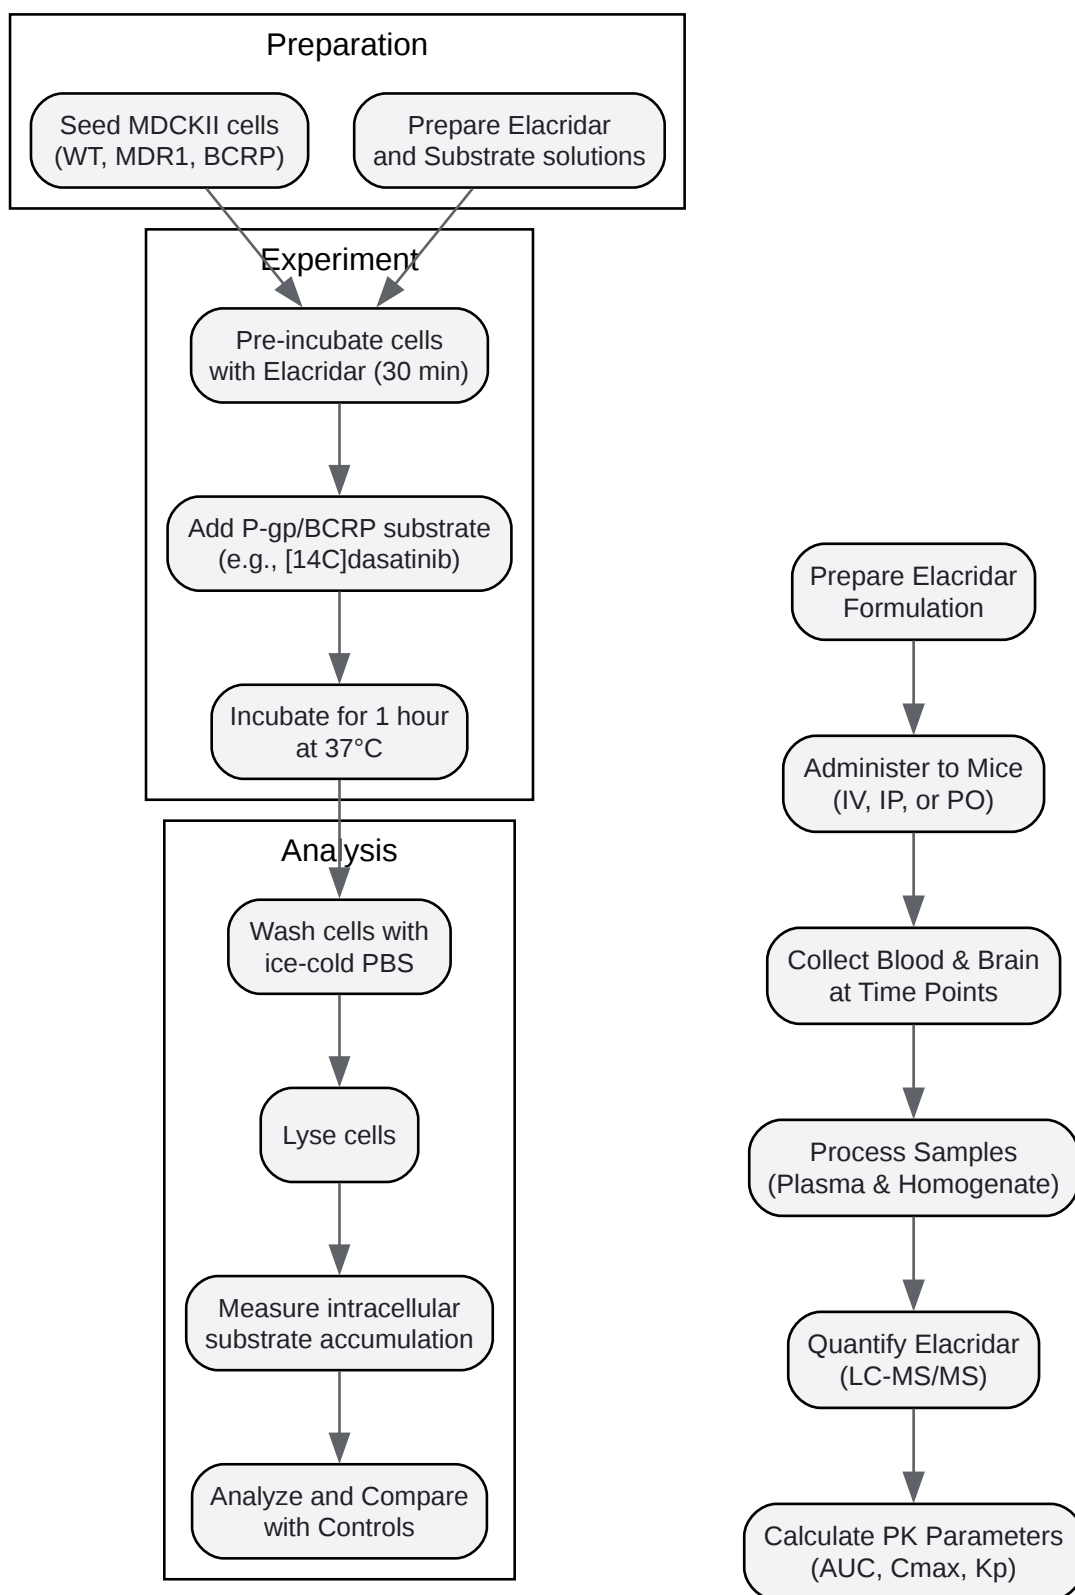 Preparation
Seed MDCKII cells
(WT, MDR1, BCRP)
Prepare Elacridar
and Substrate solutions
Experiment
Pre-incubate cells
with Elacridar (30 min)
Add P-gp/BCRP substrate
(e.g., [14C]dasatinib)
Incubate for 1 hour
at 37°C
Analysis
Wash cells with
ice-cold PBS
Lyse cells
Measure intracellular
substrate accumulation
Analyze and Compare
with Controls
Prepare Elacridar
Formulation
Administer to Mice
(IV, IP, or PO)
Collect Blood & Brain
at Time Points
Process Samples
(Plasma & Homogenate)
Quantify Elacridar
(LC-MS/MS)
Calculate PK Parameters
(AUC, Cmax, Kp)